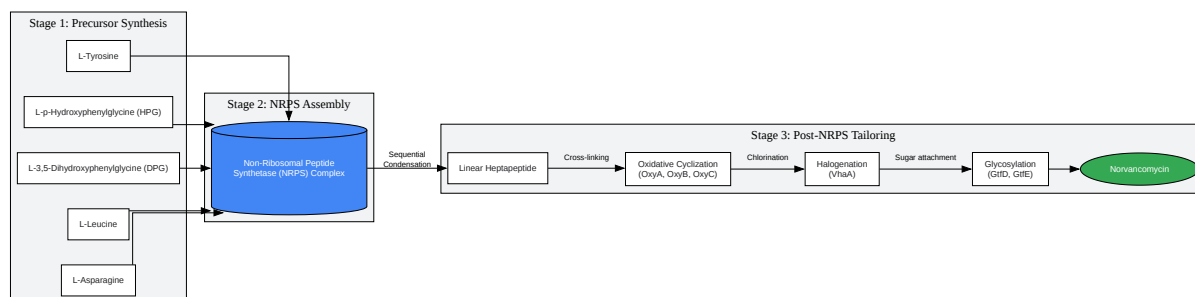 Stage 1: Precursor Synthesis
L-Tyrosine
L-p-Hydroxyphenylglycine (HPG)
L-3,5-Dihydroxyphenylglycine (DPG)
L-Leucine
L-Asparagine
Stage 2: NRPS Assembly
Non-Ribosomal Peptide
Synthetase (NRPS) Complex
Sequential
Condensation
Stage 3: Post-NRPS Tailoring
Linear Heptapeptide
Cross-linking
Oxidative Cyclization
(OxyA, OxyB, OxyC)
Chlorination
Halogenation
(VhaA)
Sugar attachment
Glycosylation
(GtfD, GtfE)
Norvancomycin